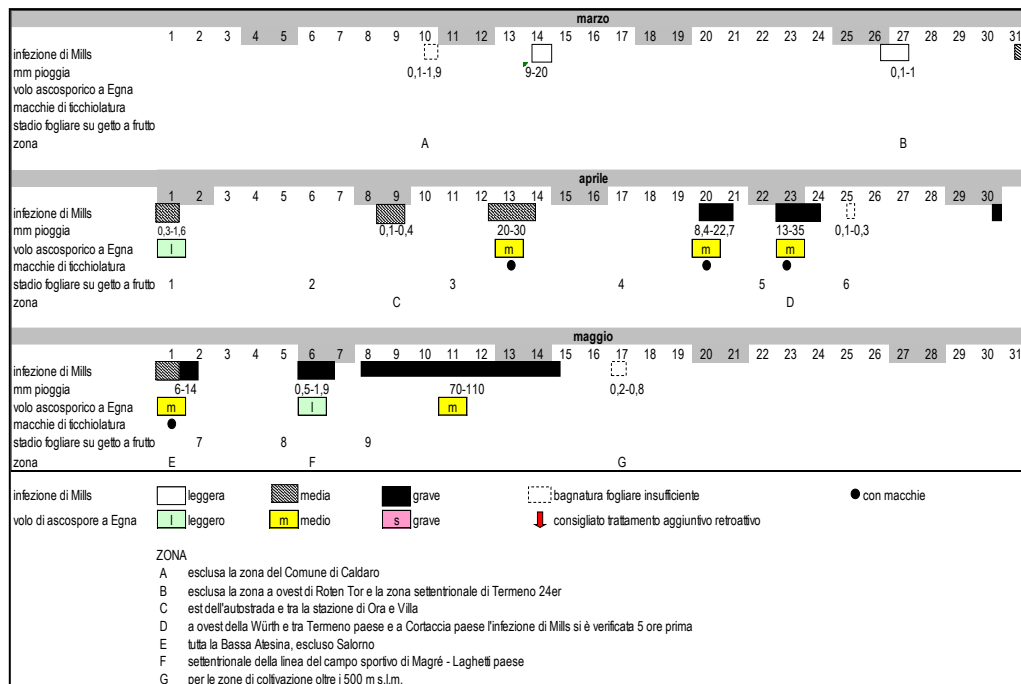 marzo
1 2 3 4 5 6 7 8 9 10 11 12 13 14 15 16 17 18 19 20 21 22 23 24 25 26 27 28 29 30 31
infezione di Mills
mm pioggia 0,1-1,9 9-20 0,1-1
volo ascosporico a Egna
macchie di ticchiolatura
stadio fogliare su getto a frutto
zona A B
aprile
1 2 3 4 5 6 7 8 9 10 11 12 13 14 15 16 17 18 19 20 21 22 23 24 25 26 27 28 29 30
infezione di Mills
mm pioggia 0,3-1,6 0,1-0,4 20-30 8,4-22,7 13-35 0,1-0,3
volo ascosporico a Egna l m m m
macchie di ticchiolatura
stadio fogliare su getto a frutto 1 2 3 4 5 6
zona C D
maggio
1 2 3 4 5 6 7 8 9 10 11 12 13 14 15 16 17 18 19 20 21 22 23 24 25 26 27 28 29 30 31
infezione di Mills
mm pioggia 6-14 0,5-1,9 70-110 0,2-0,8
volo ascosporico a Egna m l m
macchie di ticchiolatura
stadio fogliare su getto a frutto 7 8 9
zona E F G
infezione di Mills leggera media grave bagnatura fogliare insufficiente con macchie
volo di ascospore a Egna l leggero m medio s grave consigliato trattamento aggiuntivo retroattivo
ZONA
A esclusa la zona del Comune di Caldaro
B esclusa la zona a ovest di Roten Tor e la zona settentrionale di Termeno 24er
C est dell'autostrada e tra la stazione di Ora e Villa
D a ovest della Würth e tra Termeno paese e a Cortaccia paese l'infezione di Mills si è verificata 5 ore prima
E tutta la Bassa Atesina, escluso Salorno
F settentrionale della linea del campo sportivo di Magré - Laghetti paese
G per le zone di coltivazione oltre i 500 m s.l.m.